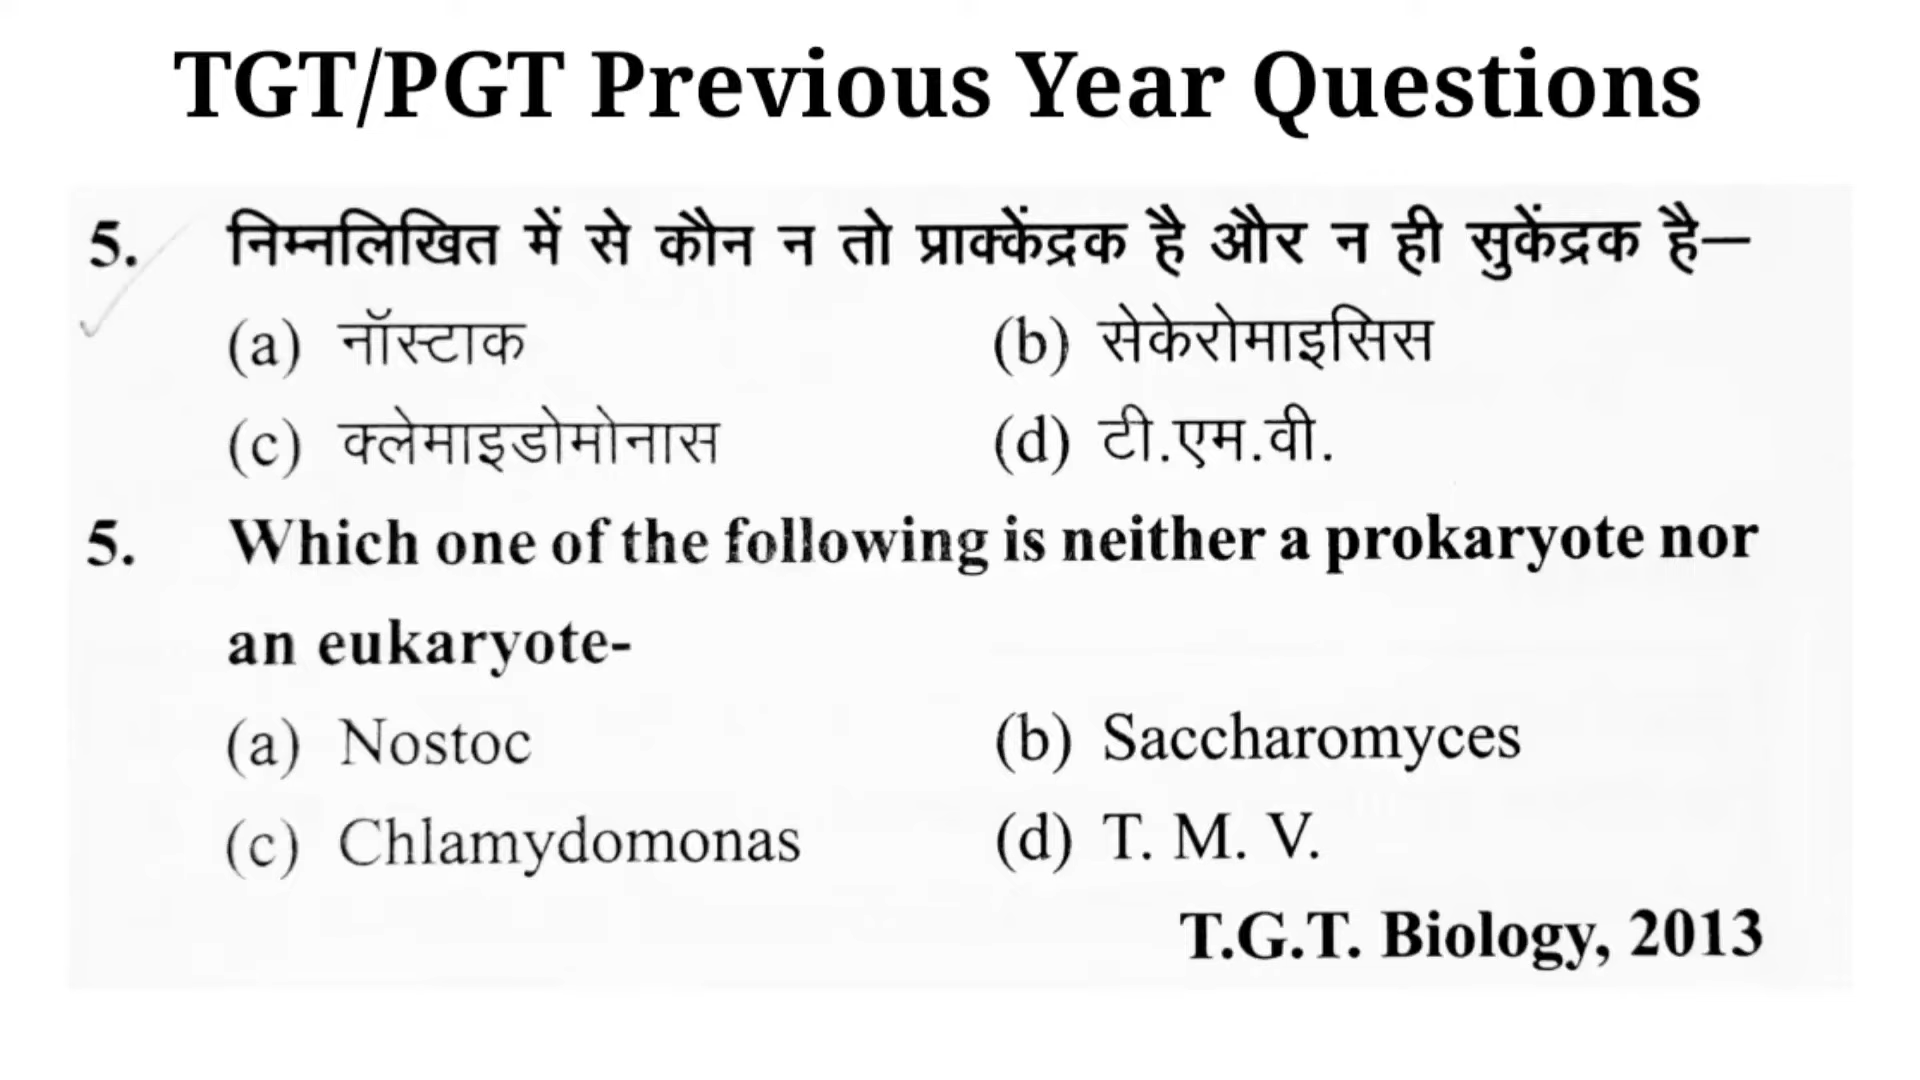 TGT/PGT Previous Year Questions
5. निम्नलिखित में से कौन न तो प्राक्केंद्रक है और न ही सुकेंद्रक है—
(a) नॉस्टाक (b) सेकेरोमाइसिस
(c) क्लेमाइडोमोनास (d) टी.एम.वी.
5. Which one of the following is neither a prokaryote nor
an eukaryote-
(a) Nostoc (b) Saccharomyces
(c) Chlamydomonas (d) T. M. V.
T.G.T. Biology, 2013